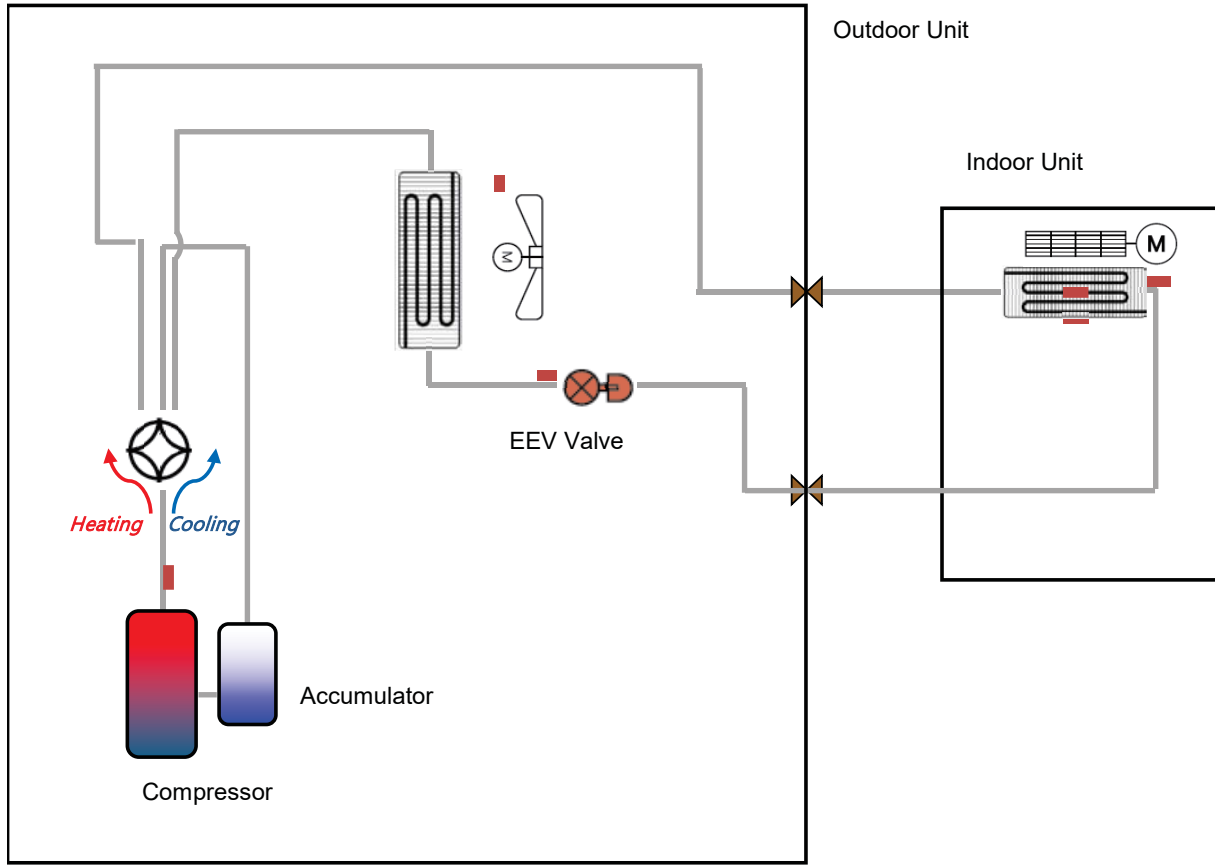 Outdoor Unit
Indoor Unit
M
M
EEV Valve
Heating
Cooling
Accumulator
Compressor